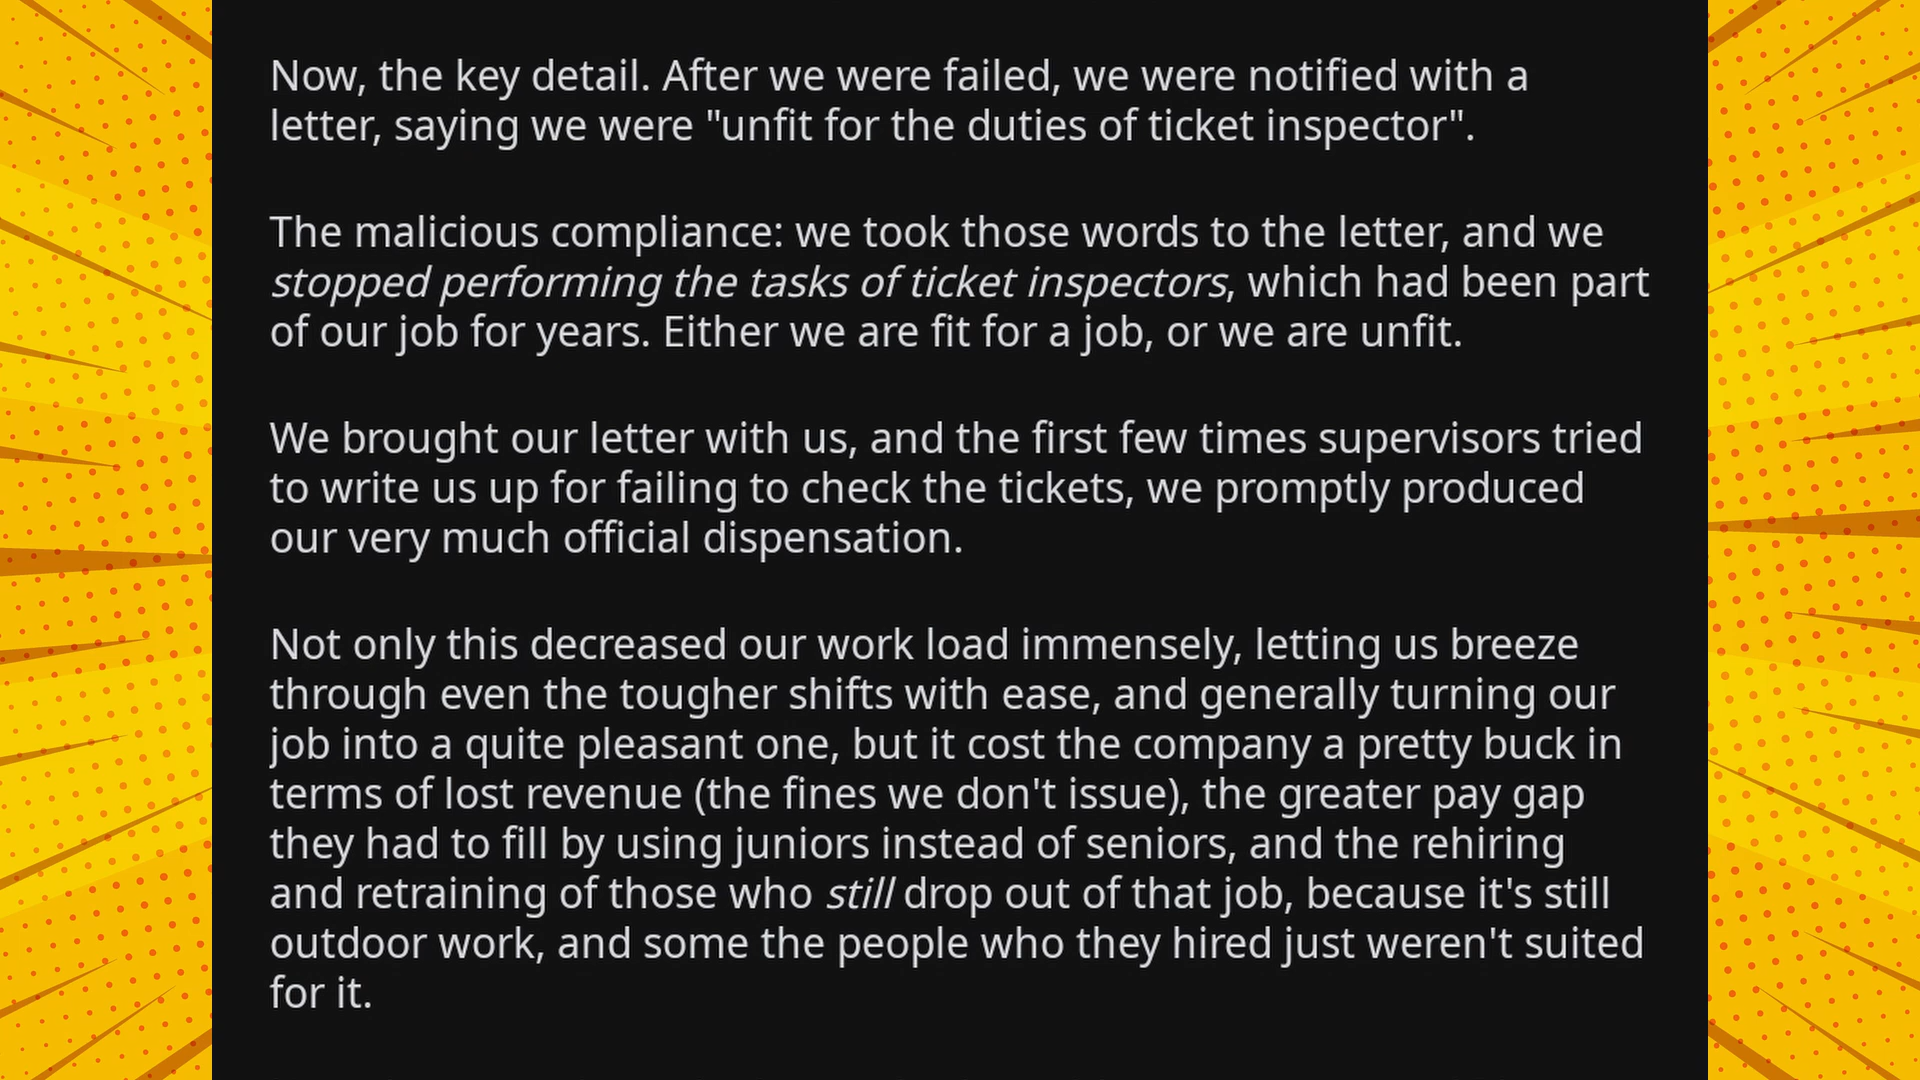 Now, the key detail. After we were failed, we were notified with a
letter, saying we were "unfit for the duties of ticket inspector".
The malicious compliance: we took those words to the letter, and we
stopped performing the tasks of ticket inspectors, which had been part
of our job for years. Either we are fit for a job, or we are unfit.
We brought our letter with us, and the first few times supervisors tried
to write us up for failing to check the tickets, we promptly produced
our very much official dispensation.
Not only this decreased our work load immensely, letting us breeze
through even the tougher shifts with ease, and generally turning our
job into a quite pleasant one, but it cost the company a pretty buck in
terms of lost revenue (the fines we don't issue), the greater pay gap
they had to fill by using juniors instead of seniors, and the rehiring
and retraining of those who still drop out of that job, because it's still
outdoor work, and some the people who they hired just weren't suited
for it.